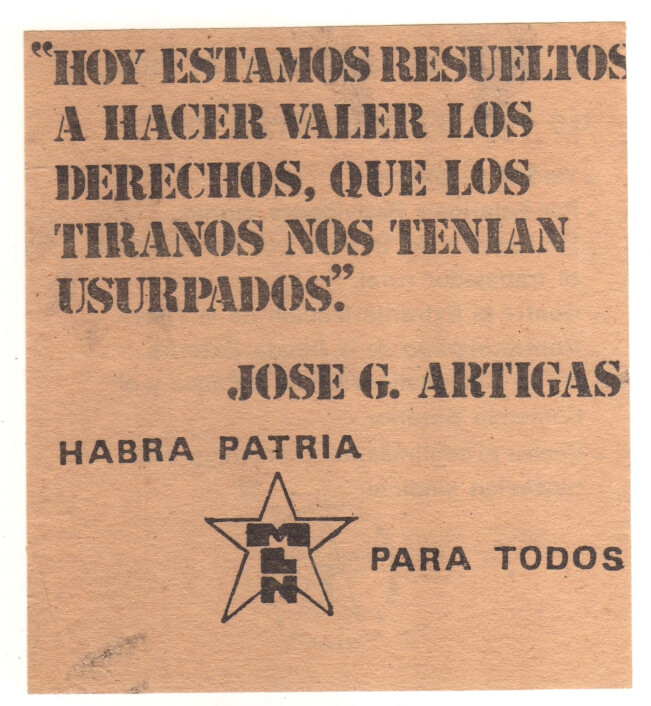 “HOY ESTAMOS RESUELTOS
A HACER VALER LOS
DERECHOS, QUE LOS
TIRANOS NOS TENIAN
USURPADOS.”
JOSE G. ARTIGAS
HABRA PATRIA
MLN
PARA TODOS